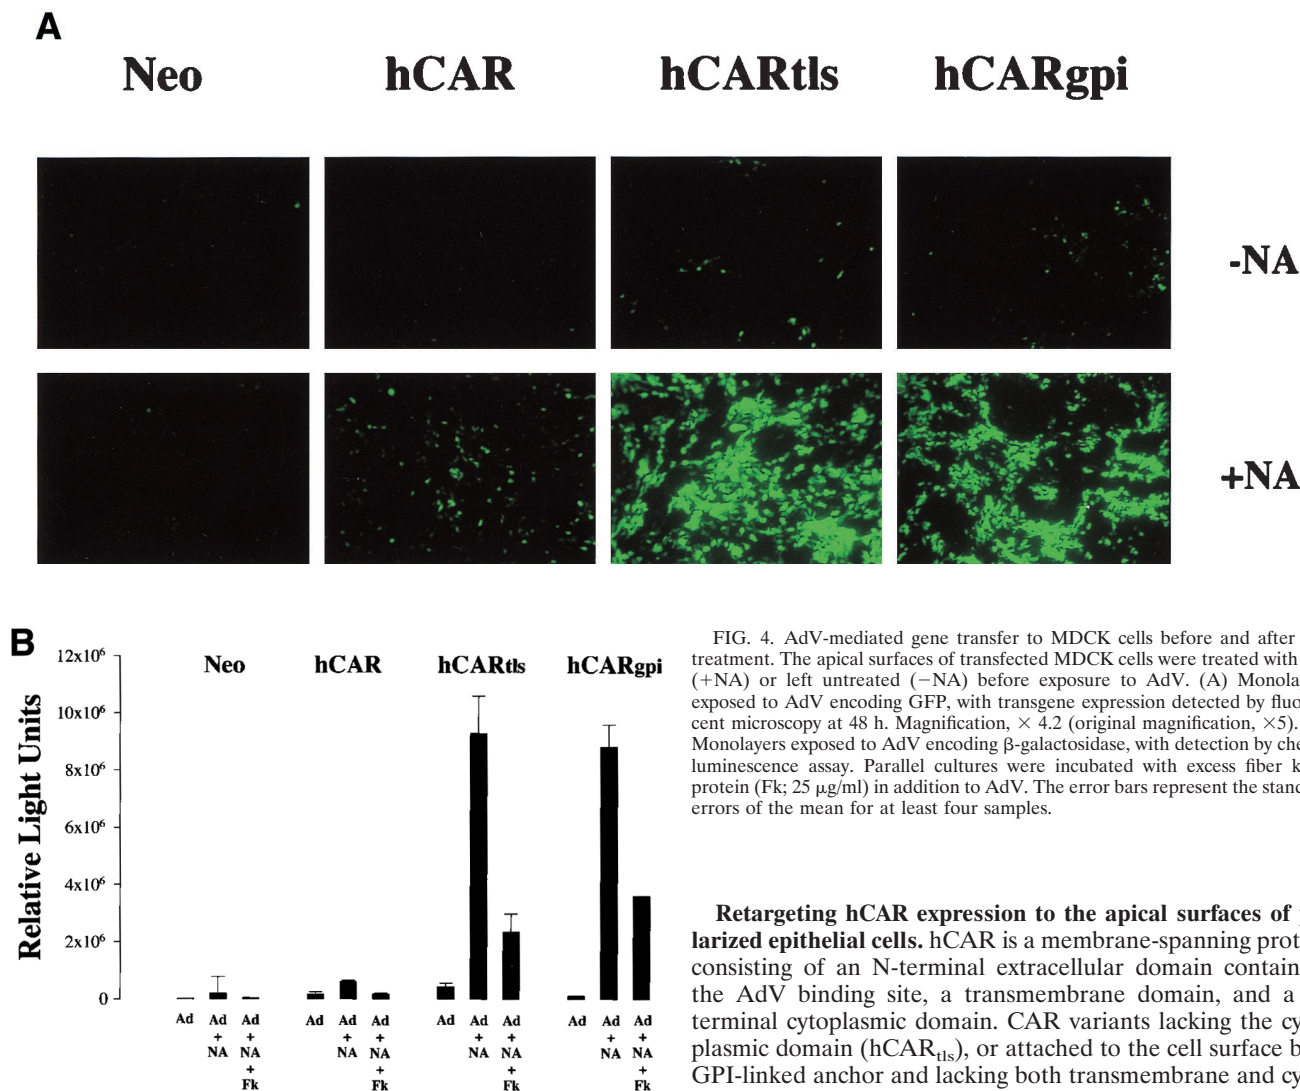 A
Neo hCAR hCARtls hCARgpi
-NA
+NA
B
Relative Light Units
12x10⁶
10x10⁶
8x10⁶
6x10⁶
4x10⁶
2x10⁶
0
Neo hCAR hCARtls hCARgpi
Ad Ad Ad Ad Ad Ad Ad Ad Ad Ad Ad Ad
+ + + + + + + +
NA NA NA NA NA NA NA NA
+ + + +
Fk Fk Fk Fk
FIG. 4. AdV-mediated gene transfer to MDCK cells before and after
treatment. The apical surfaces of transfected MDCK cells were treated with
(+NA) or left untreated (−NA) before exposure to AdV. (A) Monola
exposed to AdV encoding GFP, with transgene expression detected by fluo
cent microscopy at 48 h. Magnification, × 4.2 (original magnification, ×5).
Monolayers exposed to AdV encoding β-galactosidase, with detection by che
luminescence assay. Parallel cultures were incubated with excess fiber k
protein (Fk; 25 μg/ml) in addition to AdV. The error bars represent the stand
errors of the mean for at least four samples.
Retargeting hCAR expression to the apical surfaces of
larized epithelial cells. hCAR is a membrane-spanning prot
consisting of an N-terminal extracellular domain contain
the AdV binding site, a transmembrane domain, and a
terminal cytoplasmic domain. CAR variants lacking the cy
plasmic domain (hCARtls), or attached to the cell surface b
GPI-linked anchor and lacking both transmembrane and cy